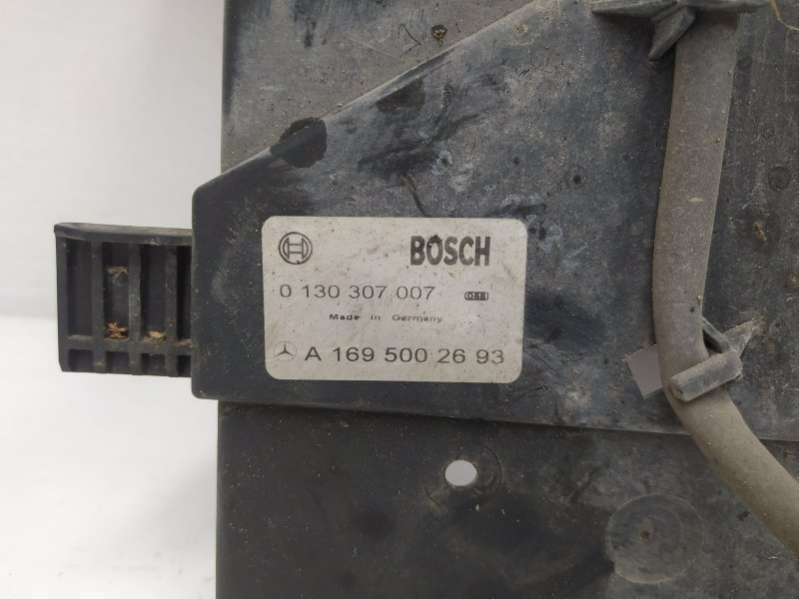 BOSCH
0 130 307 007
Made in Germany
A 169 500 26 93